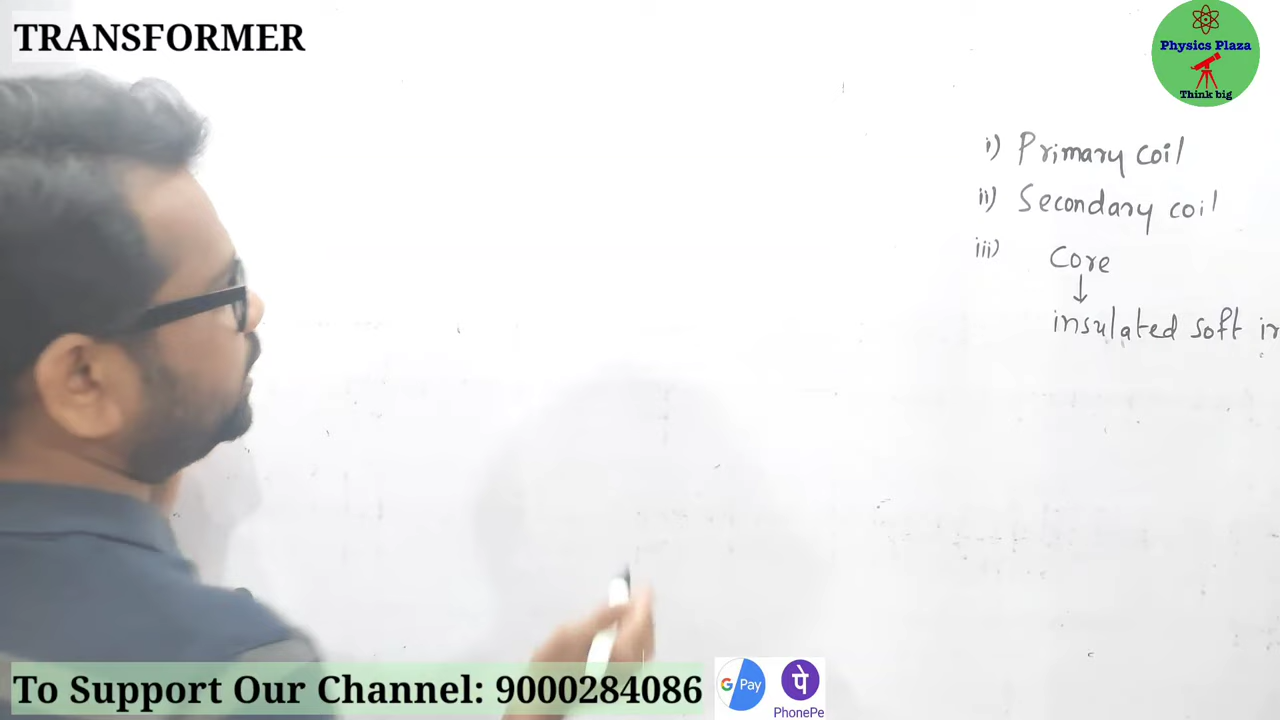 TRANSFORMER
Physics Plaza
Think big
i) Primary coil
ii) Secondary coil
iii) Core
insulated soft
To Support Our Channel: 9000284086
G Pay
पे
PhonePe